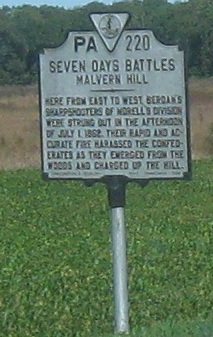 PA 220
SEVEN DAYS BATTLES
MALVERN HILL
HERE FROM EAST TO WEST, BERDAN'S
SHARPSHOOTERS OF MORELL'S DIVISION
WERE STRUNG OUT IN THE AFTERNOON
OF JULY 1, 1862. THEIR RAPID AND AC-
CURATE FIRE HARASSED THE CONFED-
ERATES AS THEY EMERGED FROM THE
WOODS AND CHARGED UP THE HILL.